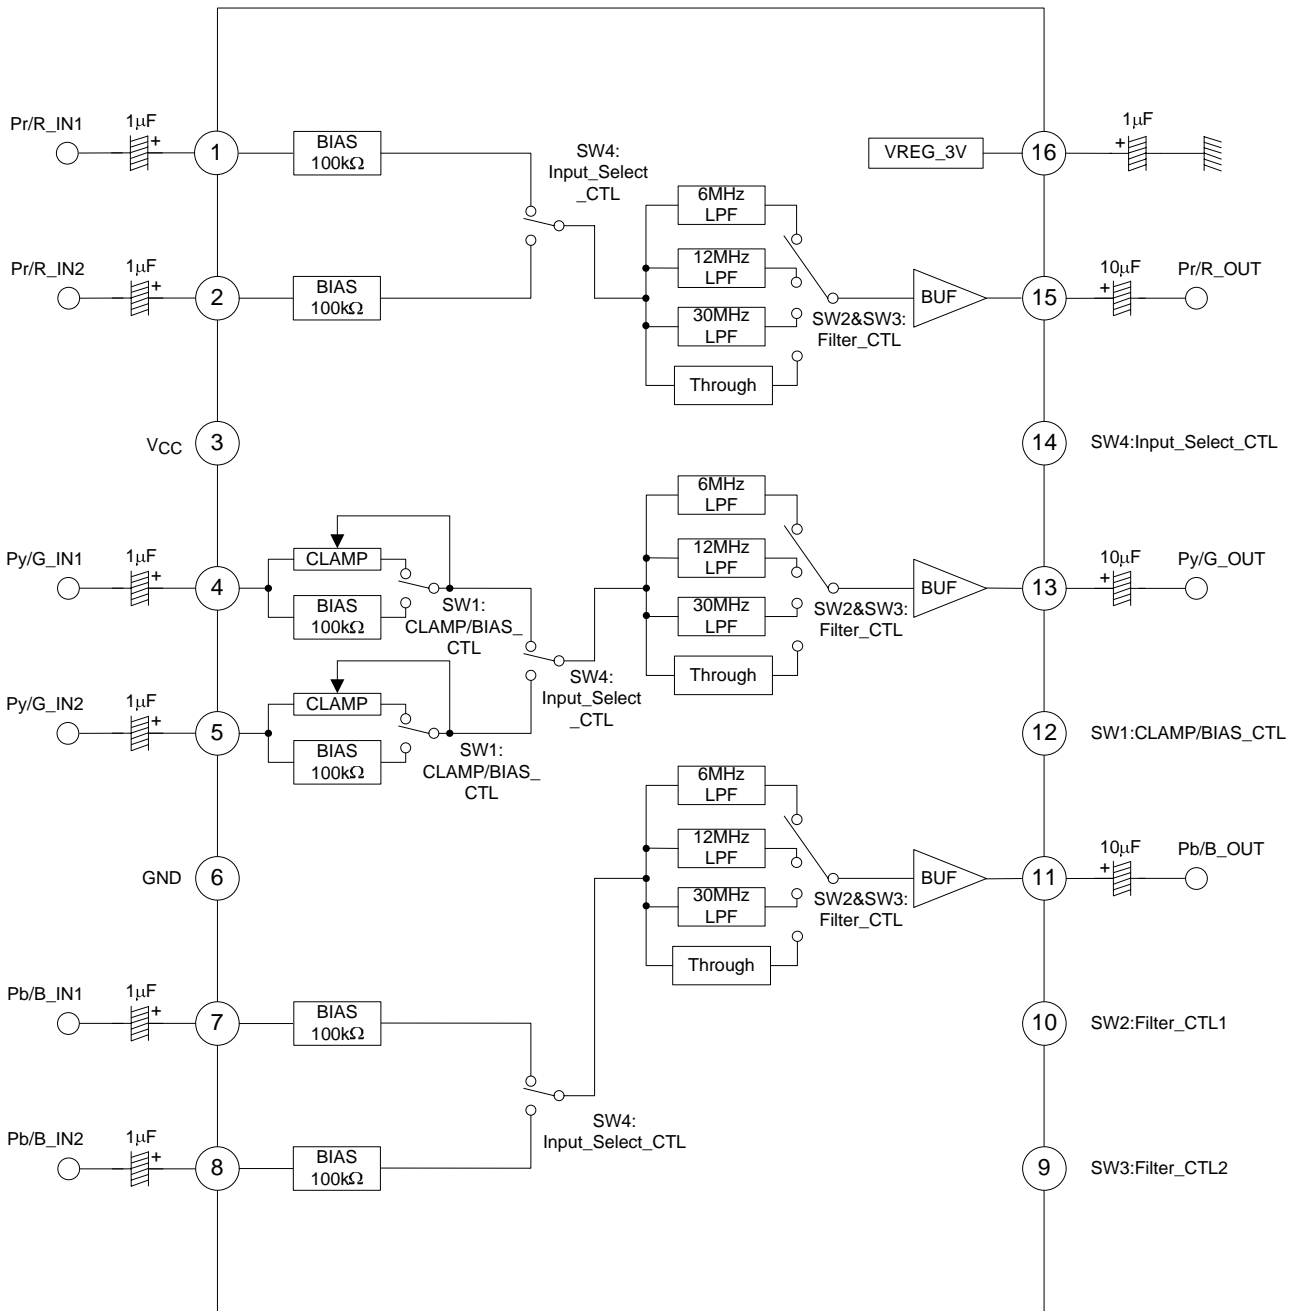 Pr/R_IN1
1μF
+
1
BIAS
100kΩ
SW4:
Input_Select
_CTL
VREG_3V
16
1μF
+
6MHz
LPF
12MHz
LPF
30MHz
LPF
Through
SW2&SW3:
Filter_CTL
BUF
15
10μF
+
Pr/R_OUT
Pr/R_IN2
1μF
+
2
BIAS
100kΩ
VCC
3
14
SW4:Input_Select_CTL
Py/G_IN1
1μF
+
4
CLAMP
BIAS
100kΩ
SW1:
CLAMP/BIAS_
CTL
SW4:
Input_Select
_CTL
6MHz
LPF
12MHz
LPF
30MHz
LPF
Through
SW2&SW3:
Filter_CTL
BUF
13
10μF
+
Py/G_OUT
Py/G_IN2
1μF
+
5
CLAMP
BIAS
100kΩ
SW1:
CLAMP/BIAS_
CTL
12
SW1:CLAMP/BIAS_CTL
GND
6
6MHz
LPF
12MHz
LPF
30MHz
LPF
Through
SW2&SW3:
Filter_CTL
BUF
11
10μF
+
Pb/B_OUT
Pb/B_IN1
1μF
+
7
BIAS
100kΩ
10
SW2:Filter_CTL1
SW4:
Input_Select_CTL
Pb/B_IN2
1μF
+
8
BIAS
100kΩ
9
SW3:Filter_CTL2